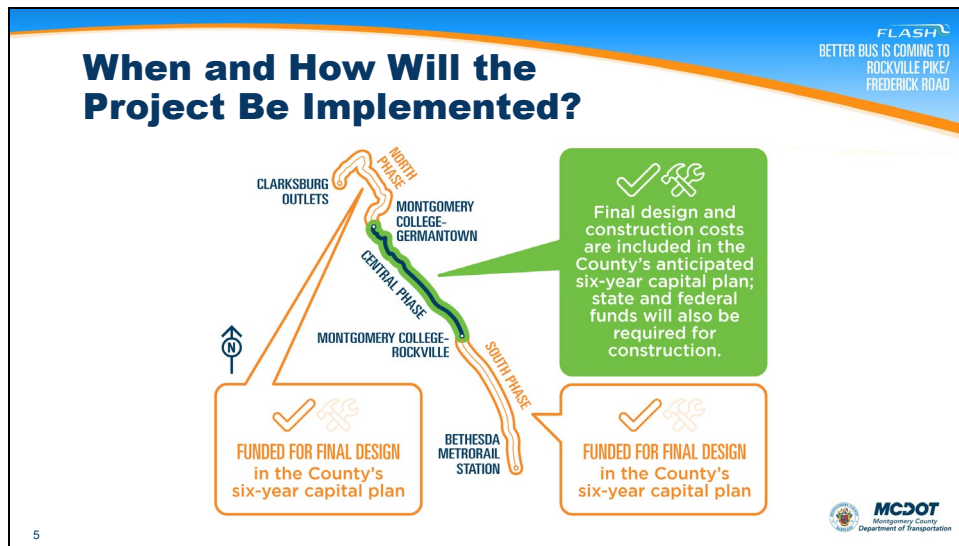 FLASH
BETTER BUS IS COMING TO
ROCKVILLE PIKE/
FREDERICK ROAD
When and How Will the
Project Be Implemented?
NORTH
PHASE
CLARKSBURG
OUTLETS
MONTGOMERY
COLLEGE-
GERMANTOWN
CENTRAL PHASE
MONTGOMERY COLLEGE-
ROCKVILLE
SOUTH PHASE
BETHESDA
METRORAIL
STATION
N
Final design and
construction costs
are included in the
County's anticipated
six-year capital plan;
state and federal
funds will also be
required for
construction.
FUNDED FOR FINAL DESIGN
in the County's
six-year capital plan
FUNDED FOR FINAL DESIGN
in the County's
six-year capital plan
MCDOT
Montgomery County
Department of Transportation
5